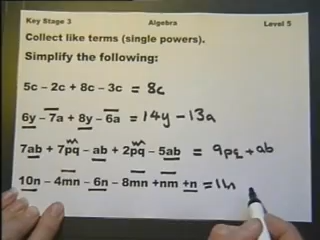 Key Stage 3 Algebra Level 5
Collect like terms (single powers).
Simplify the following:
5c – 2c + 8c – 3c = 8c
6y – 7a + 8y – 6a = 14y – 13a
7ab + 7pq – ab + 2pq – 5ab = 9pq + ab
10n – 4mn – 6n – 8mn +nm +n =